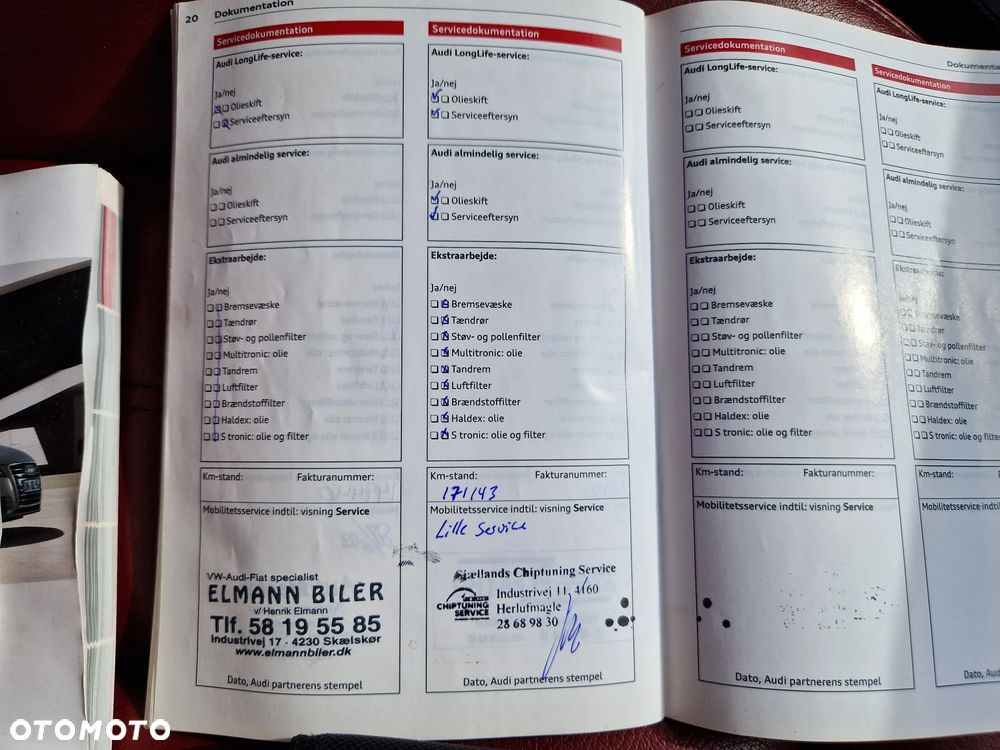 20 Dokumentation
Servicedokumentation
Audi LongLife-service:
Ja/nej
Olieskift
Serviceeftersyn
Audi almindelig service:
Ja/nej
Olieskift
Serviceeftersyn
Ekstraarbejde:
Ja/nej
Bremsevæske
Tændrør
Støv- og pollenfilter
Multitronic: olie
Tandrem
Luftfilter
Brændstoffilter
Haldex: olie
S tronic: olie og filter
Km-stand: Fakturanummer:
Mobilitetsservice indtil: visning Service
VW-Audi-Fiat specialist
ELMANN BILER
v/ Henrik Elmann
Tlf. 58 19 55 85
Industrivej 17 - 4230 Skælskør
www.elmannbiler.dk
Dato, Audi partnerens stempel
Servicedokumentation
Audi LongLife-service:
Ja/nej
Olieskift
Serviceeftersyn
Audi almindelig service:
Ja/nej
Olieskift
Serviceeftersyn
Ekstraarbejde:
Ja/nej
Bremsevæske
Tændrør
Støv- og pollenfilter
Multitronic: olie
Tandrem
Luftfilter
Brændstoffilter
Haldex: olie
S tronic: olie og filter
Km-stand: Fakturanummer:
171143
Mobilitetsservice indtil: visning Service
Lille Service
Sjællands Chiptuning Service
CHIPTUNING
SERVICE
Industrivej 11, 4160
Herlufmagle
28 68 98 30
Dato, Audi partnerens stempel
Servicedokumentation
Audi LongLife-service:
Ja/nej
Olieskift
Serviceeftersyn
Audi almindelig service:
Ja/nej
Olieskift
Serviceeftersyn
Ekstraarbejde:
Ja/nej
Bremsevæske
Tændrør
Støv- og pollenfilter
Multitronic: olie
Tandrem
Luftfilter
Brændstoffilter
Haldex: olie
S tronic: olie og filter
Km-stand: Fakturanummer:
Mobilitetsservice indtil: visning Service
Dato, Audi partnerens stempel
Dokumenta
Servicedokumentation
Audi LongLife-service:
Ja/nej
Olieskift
Serviceeftersyn
Audi almindelig service:
Ja/nej
Olieskift
Serviceeftersyn
Ekstraarbejde:
Ja/nej
Bremsevæske
Tændrør
Støv- og pollenfilter
Multitronic: olie
Tandrem
Luftfilter
Brændstoffilter
Haldex: olie
S tronic: olie og filter
Km-stand:
Mobilitetsservice indtil:
Dato, Aud
OTOMOTO